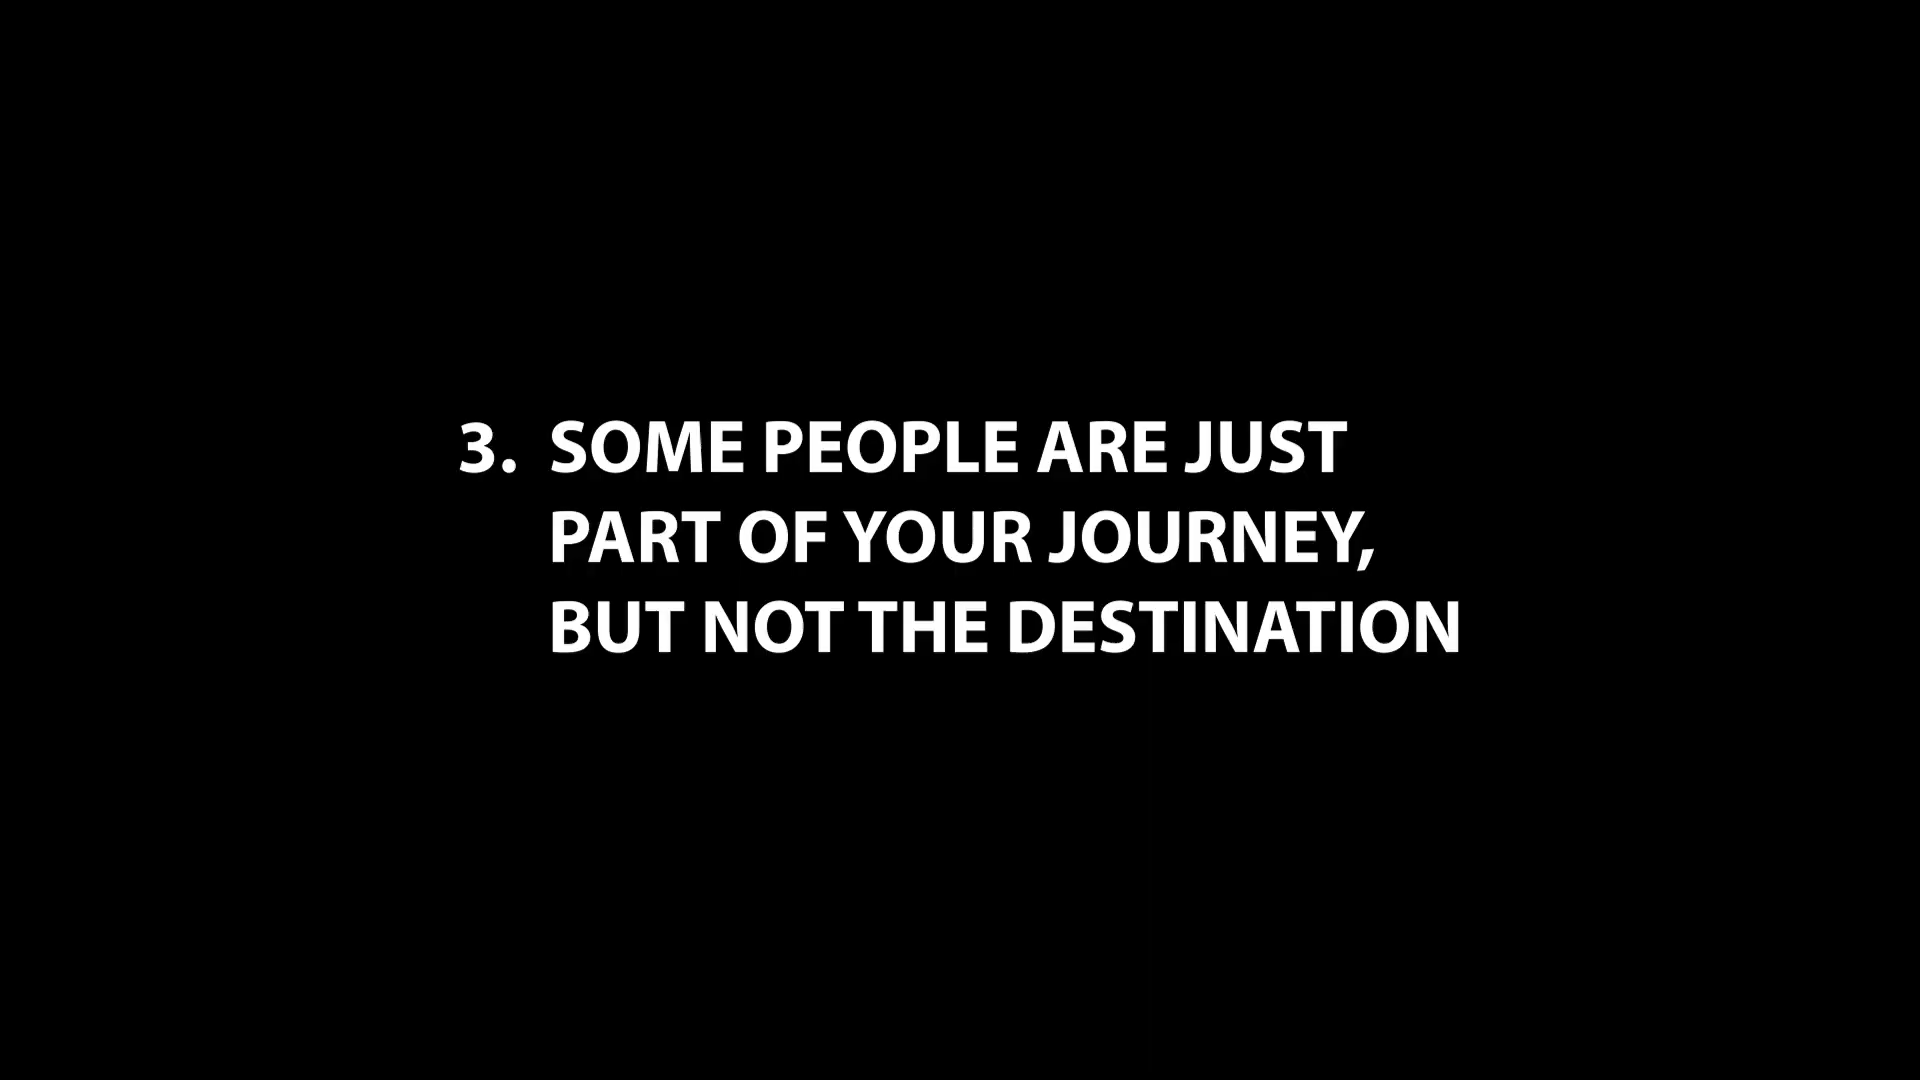 3. SOME PEOPLE ARE JUST
PART OF YOUR JOURNEY,
BUT NOT THE DESTINATION